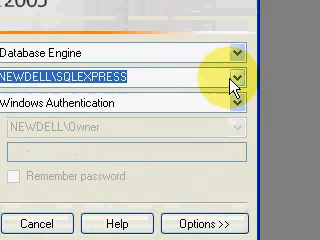 2005
Database Engine
NEWDELL\SQLEXPRESS
Windows Authentication
NEWDELL\Owner
Remember password
Cancel
Help
Options >>